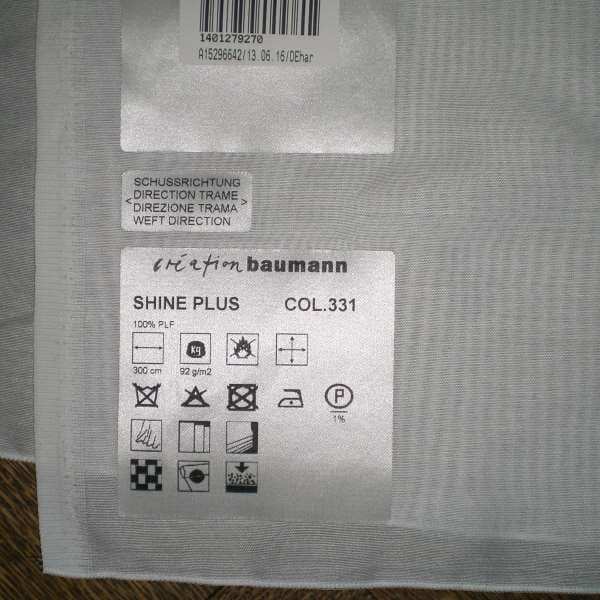 1401279270
A15296642/13.06.16/DEhar
SCHUSSRICHTUNG
< DIRECTION TRAME >
DIREZIONE TRAMA
WEFT DIRECTION
création baumann
SHINE PLUS COL.331
100% PLF
kg
300 cm 92 g/m2
P
1%